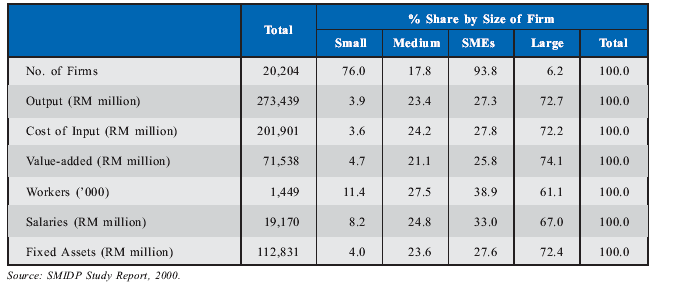 Total % Share by Size of Firm
Small Medium SMEs Large Total
No. of Firms 20,204 76.0 17.8 93.8 6.2 100.0
Output (RM million) 273,439 3.9 23.4 27.3 72.7 100.0
Cost of Input (RM million) 201,901 3.6 24.2 27.8 72.2 100.0
Value-added (RM million) 71,538 4.7 21.1 25.8 74.1 100.0
Workers ('000) 1,449 11.4 27.5 38.9 61.1 100.0
Salaries (RM million) 19,170 8.2 24.8 33.0 67.0 100.0
Fixed Assets (RM million) 112,831 4.0 23.6 27.6 72.4 100.0
Source: SMIDP Study Report, 2000.